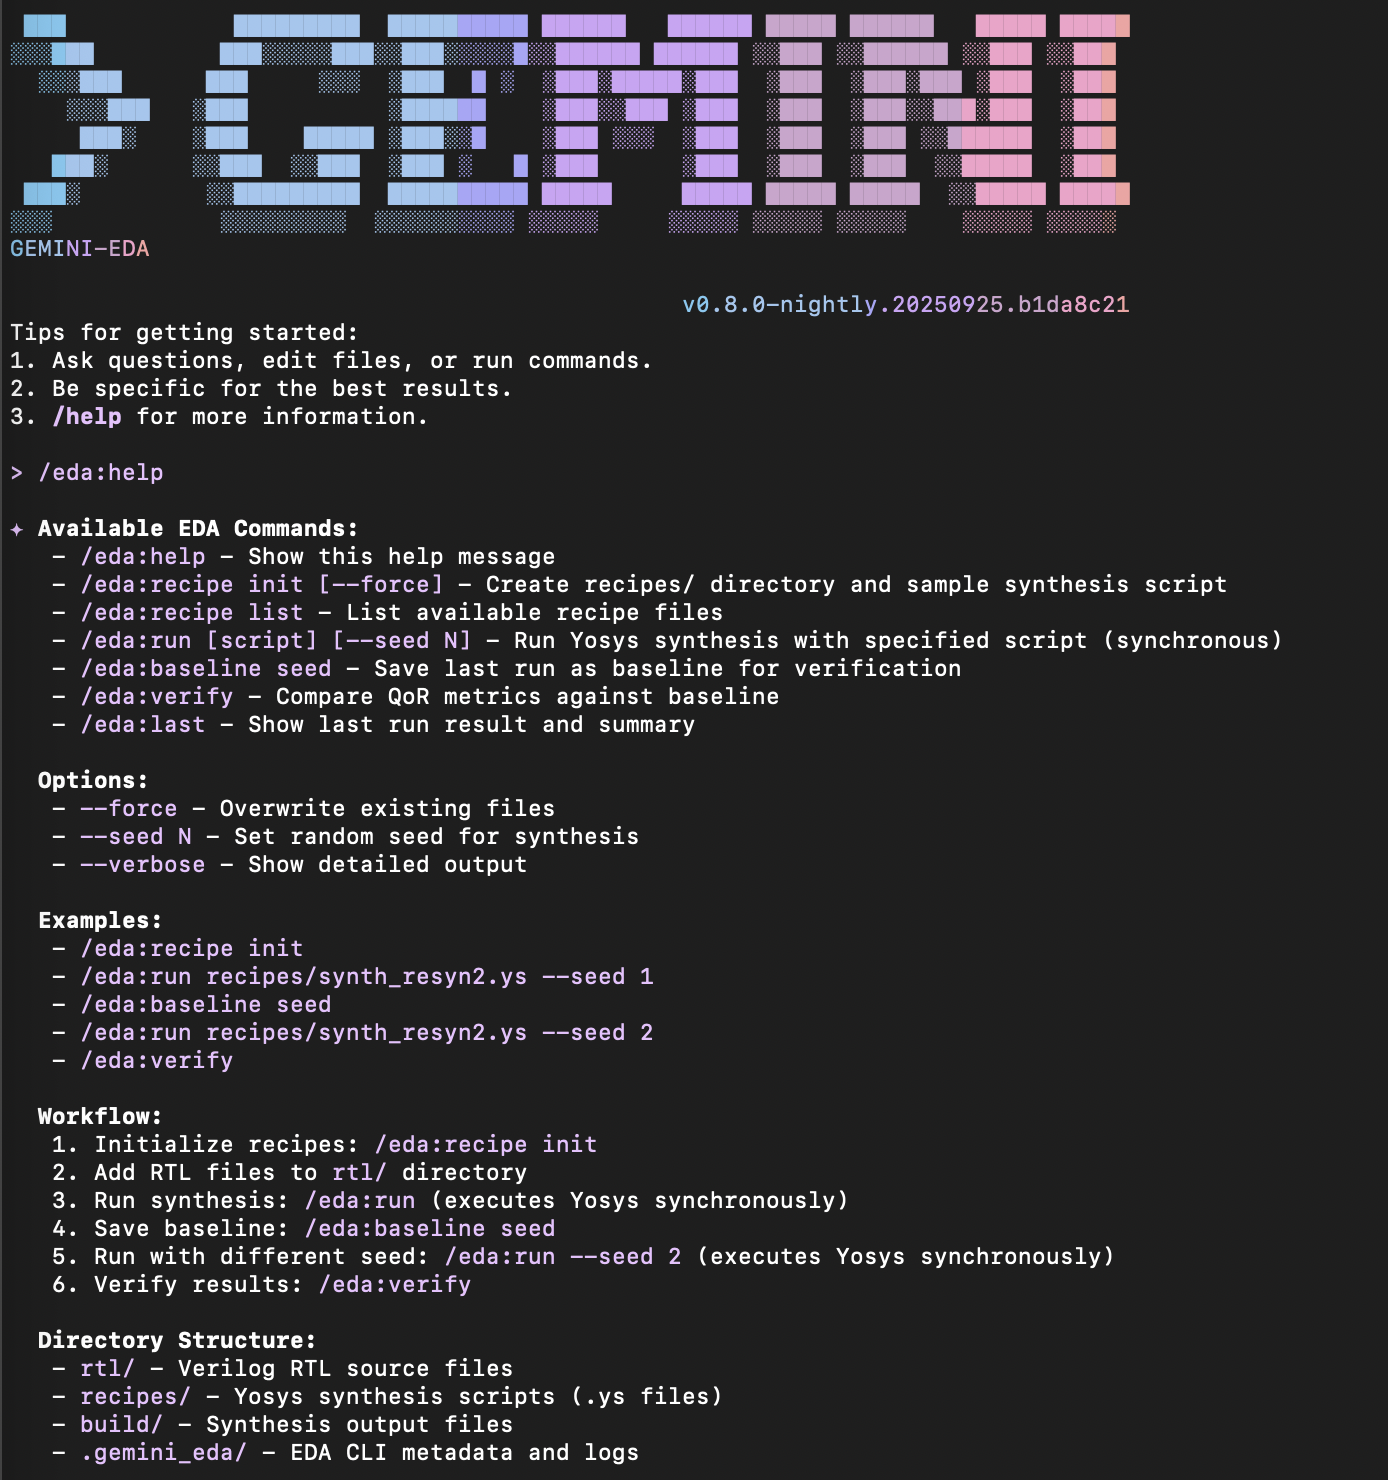 > GEMINI
GEMINI-EDA
v0.8.0-nightly.20250925.b1da8c21
Tips for getting started:
1. Ask questions, edit files, or run commands.
2. Be specific for the best results.
3. /help for more information.
> /eda:help
✦ Available EDA Commands:
- /eda:help - Show this help message
- /eda:recipe init [--force] - Create recipes/ directory and sample synthesis script
- /eda:recipe list - List available recipe files
- /eda:run [script] [--seed N] - Run Yosys synthesis with specified script (synchronous)
- /eda:baseline seed - Save last run as baseline for verification
- /eda:verify - Compare QoR metrics against baseline
- /eda:last - Show last run result and summary
Options:
- --force - Overwrite existing files
- --seed N - Set random seed for synthesis
- --verbose - Show detailed output
Examples:
- /eda:recipe init
- /eda:run recipes/synth_resyn2.ys --seed 1
- /eda:baseline seed
- /eda:run recipes/synth_resyn2.ys --seed 2
- /eda:verify
Workflow:
1. Initialize recipes: /eda:recipe init
2. Add RTL files to rtl/ directory
3. Run synthesis: /eda:run (executes Yosys synchronously)
4. Save baseline: /eda:baseline seed
5. Run with different seed: /eda:run --seed 2 (executes Yosys synchronously)
6. Verify results: /eda:verify
Directory Structure:
- rtl/ - Verilog RTL source files
- recipes/ - Yosys synthesis scripts (.ys files)
- build/ - Synthesis output files
- .gemini_eda/ - EDA CLI metadata and logs